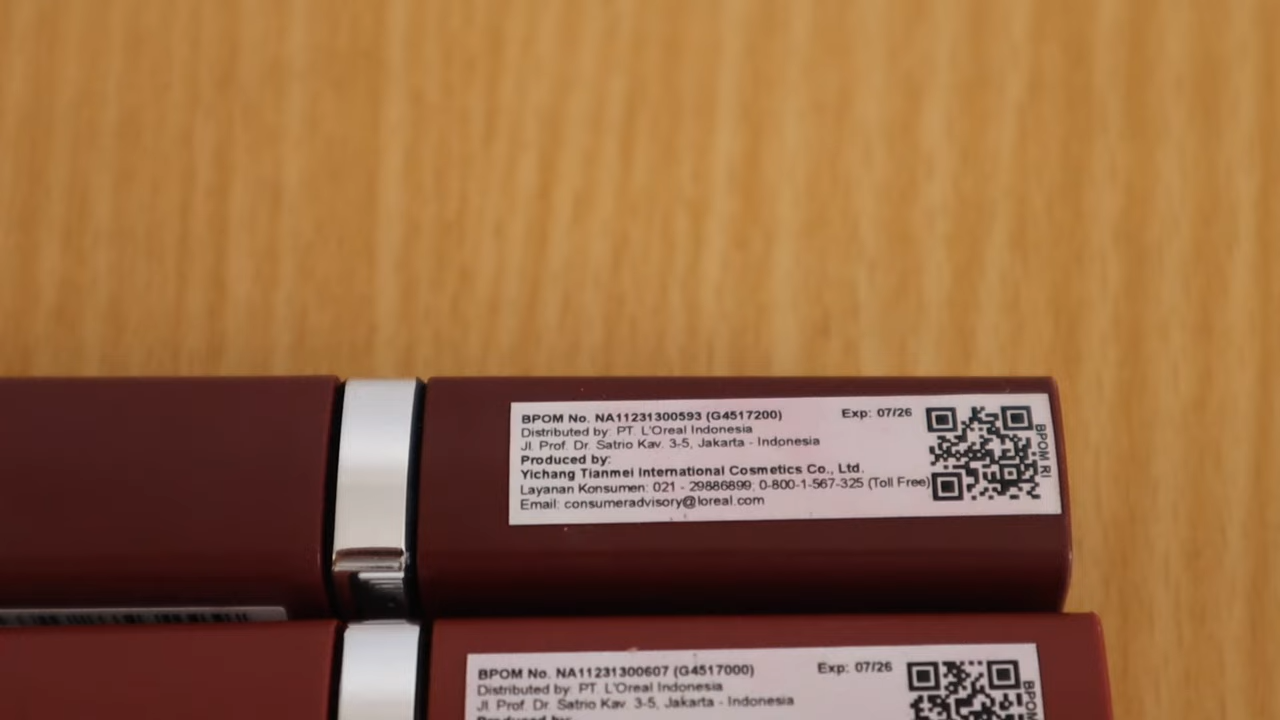 BPOM No. NA11231300593 (G4517200) Exp: 07/26
Distributed by: PT. L'Oreal Indonesia
Jl. Prof. Dr. Satrio Kav. 3-5, Jakarta - Indonesia
Produced by:
Yichang Tianmei International Cosmetics Co., Ltd.
Layanan Konsumen: 021 - 29886899; 0-800-1-567-325 (Toll Free)
Email: consumeradvisory@loreal.com
BPOM RI
BPOM No. NA11231300607 (G4517000) Exp: 07/26
Distributed by: PT. L'Oreal Indonesia
Jl. Prof. Dr. Satrio Kav. 3-5, Jakarta - Indonesia
Produced by:
BPOM